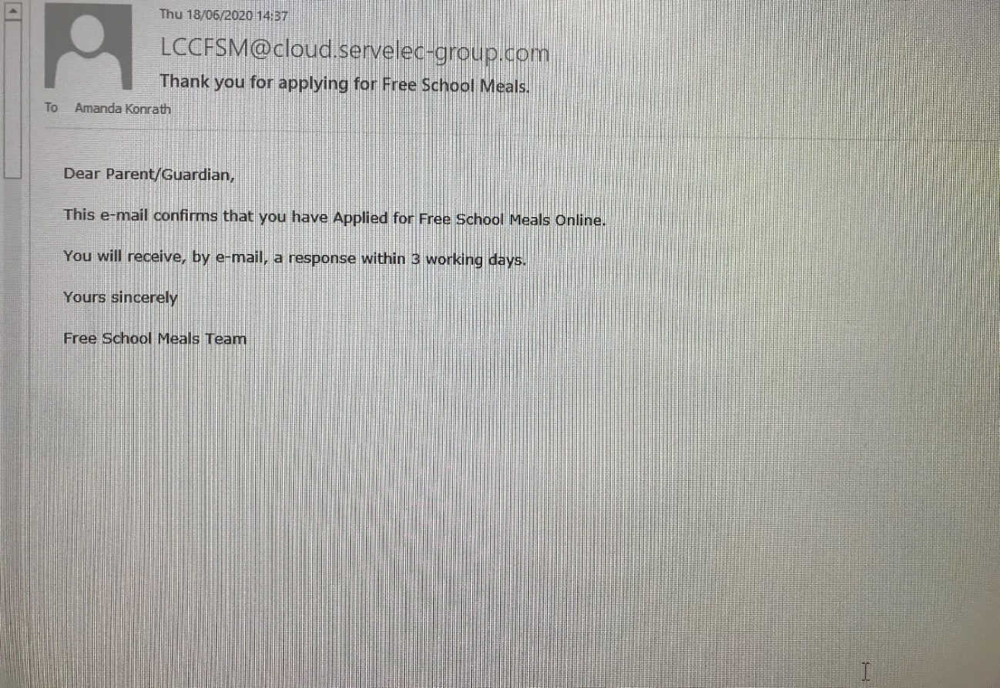 Thu 18/06/2020 14:37
LCCFSM@cloud.servelec-group.com
Thank you for applying for Free School Meals.
To Amanda Konrath
Dear Parent/Guardian,
This e-mail confirms that you have Applied for Free School Meals Online.
You will receive, by e-mail, a response within 3 working days.
Yours sincerely
Free School Meals Team